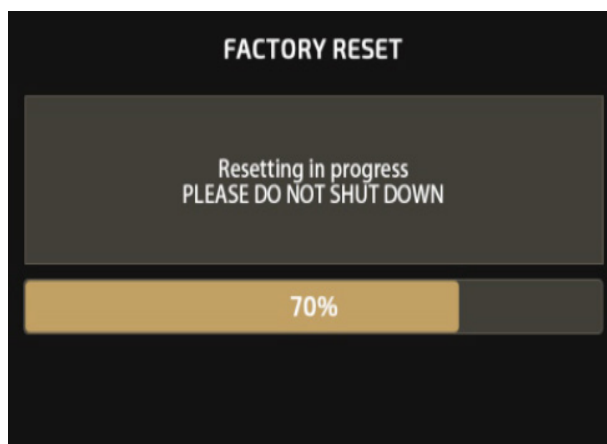 FACTORY RESET
Resetting in progress
PLEASE DO NOT SHUT DOWN
70%